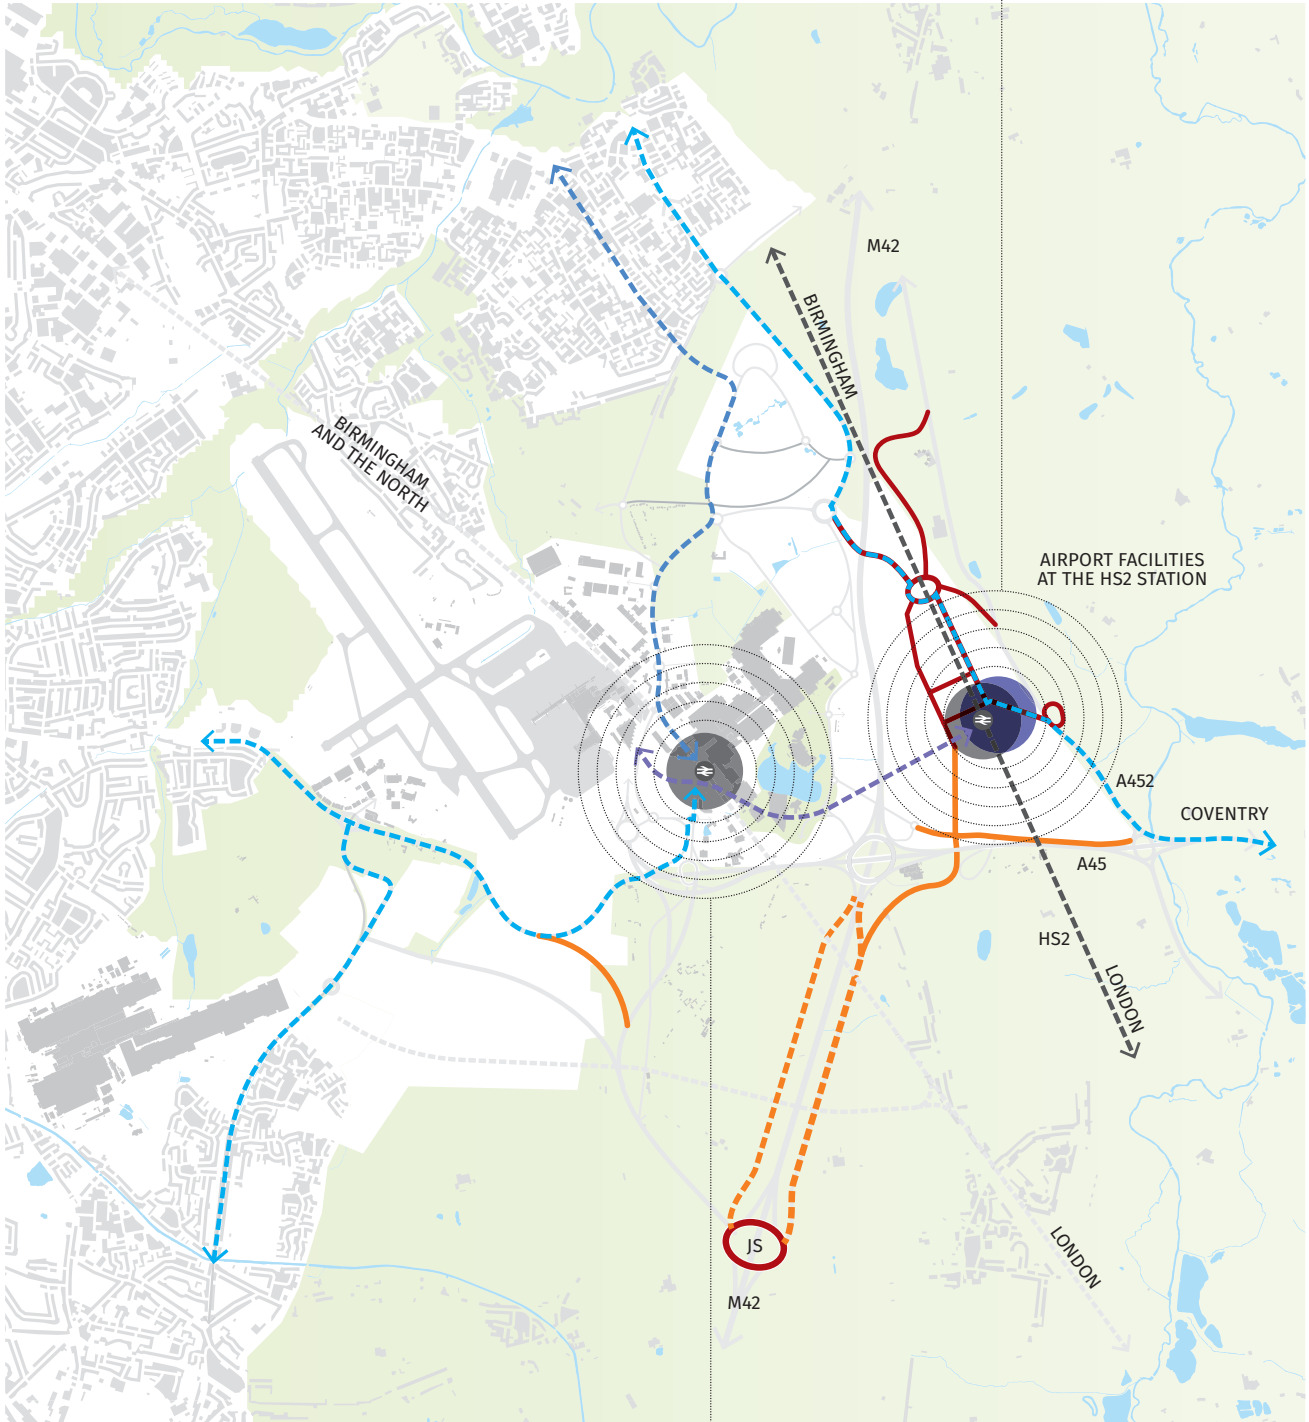 M42
BIRMINGHAM
BIRMINGHAM
AND THE NORTH
AIRPORT FACILITIES
AT THE HS2 STATION
A452
COVENTRY
A45
HS2
LONDON
JS
LONDON
M42